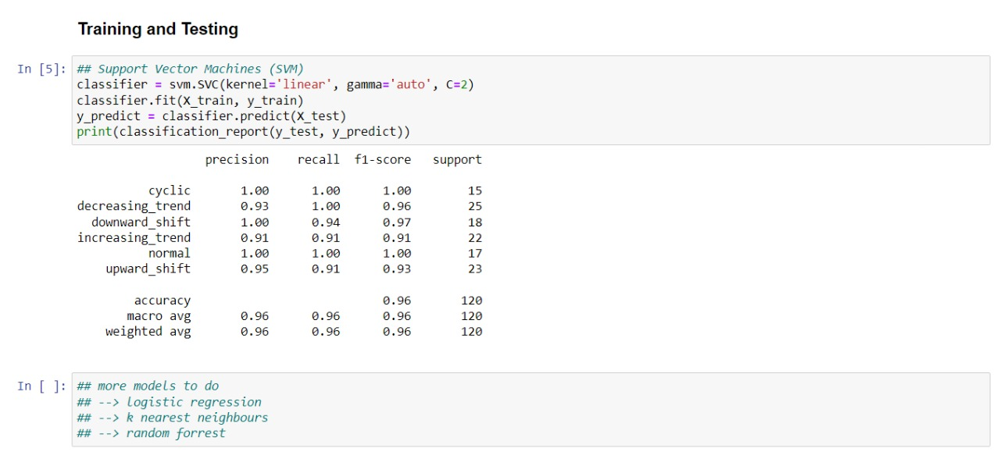 Training and Testing
In [5]: ## Support Vector Machines (SVM)
classifier = svm.SVC(kernel='linear', gamma='auto', C=2)
classifier.fit(X_train, y_train)
y_predict = classifier.predict(X_test)
print(classification_report(y_test, y_predict))
precision recall f1-score support
cyclic 1.00 1.00 1.00 15
decreasing_trend 0.93 1.00 0.96 25
downward_shift 1.00 0.94 0.97 18
increasing_trend 0.91 0.91 0.91 22
normal 1.00 1.00 1.00 17
upward_shift 0.95 0.91 0.93 23
accuracy 0.96 120
macro avg 0.96 0.96 0.96 120
weighted avg 0.96 0.96 0.96 120
In [ ]: ## more models to do
## --> logistic regression
## --> k nearest neighbours
## --> random forrest